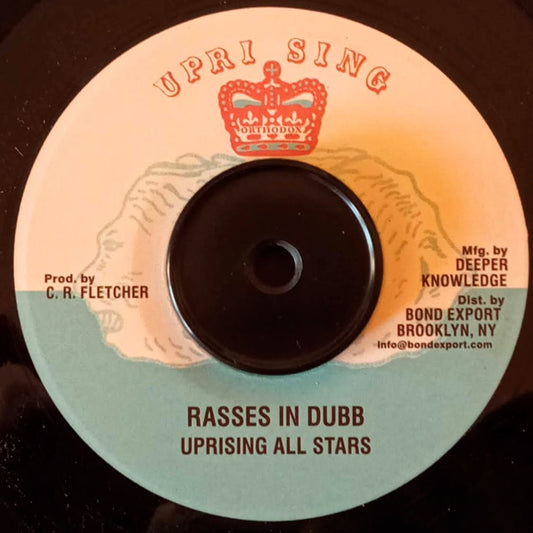 UPRI SING
ORTHODOX
Prod. by
C. R. FLETCHER
Mfg. by
DEEPER
KNOWLEDGE
Dist. by
BOND EXPORT
BROOKLYN, NY
Info@bondexport.com
RASSES IN DUBB
UPRISING ALL STARS